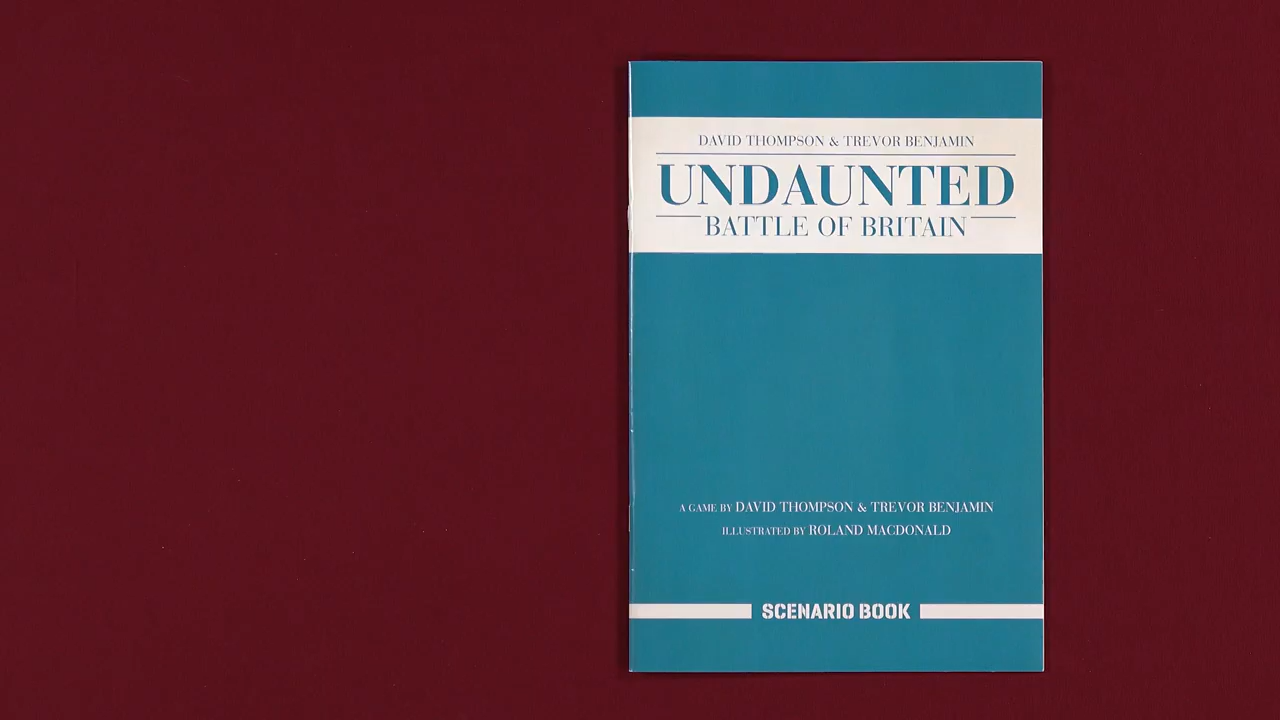 DAVID THOMPSON & TREVOR BENJAMIN
UNDAUNTED
BATTLE OF BRITAIN
A GAME BY DAVID THOMPSON & TREVOR BENJAMIN
ILLUSTRATED BY ROLAND MACDONALD
SCENARIO BOOK